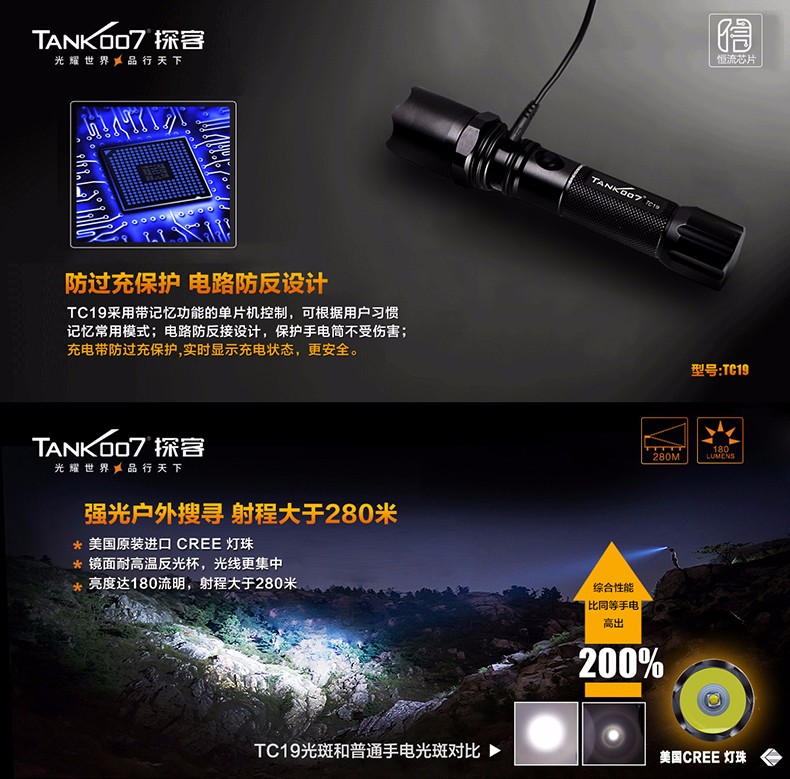 TANK007® 探客
光耀世界 品行天下
恒流芯片
TANK007® TC19
防过充保护 电路防反设计
TC19采用带记忆功能的单片机控制，可根据用户习惯
记忆常用模式；电路防反接设计，保护手电筒不受伤害；
充电带防过充保护,实时显示充电状态，更安全。
型号:TC19
TANK007® 探客
光耀世界 品行天下
280M
180
LUMENS
强光户外搜寻 射程大于280米
* 美国原装进口 CREE 灯珠
* 镜面耐高温反光杯，光线更集中
* 亮度达180流明，射程大于280米
综合性能
比同等手电
高出
200%
TC19光斑和普通手电光斑对比
美国CREE 灯珠